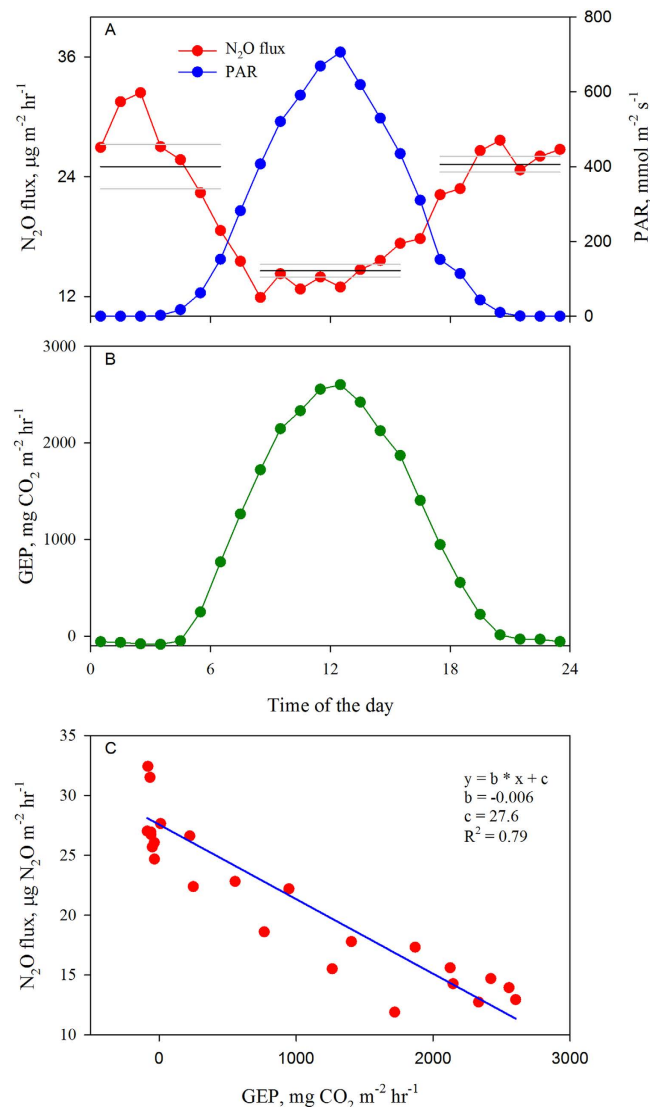 A
N₂O flux
PAR
36
24
12
N₂O flux, µg m⁻² hr⁻¹
800
600
400
200
0
PAR, mmol m⁻² s⁻¹
B
3000
2000
1000
0
GEP, mg CO₂ m⁻² hr⁻¹
0 6 12 18 24
Time of the day
C
35
30
25
20
15
10
N₂O flux, µg N₂O m⁻² hr⁻¹
y = b * x + c
b = -0.006
c = 27.6
R² = 0.79
0 1000 2000 3000
GEP, mg CO₂ m⁻² hr⁻¹